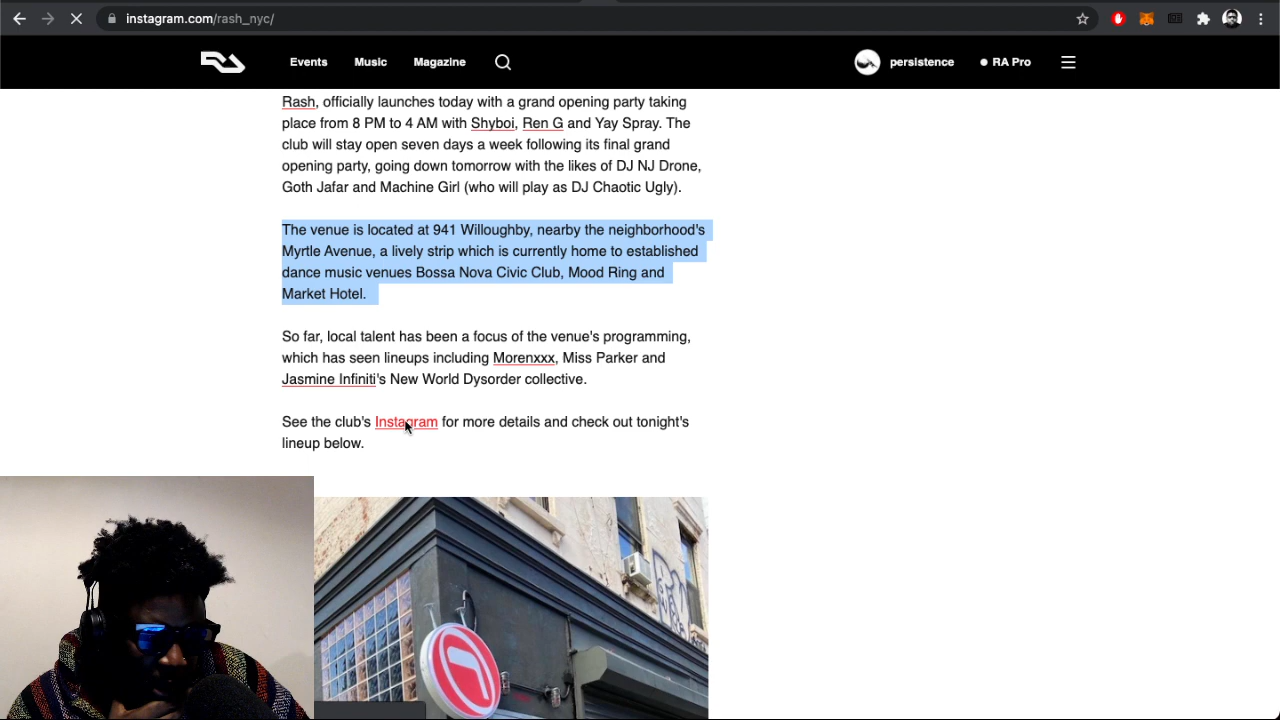 instagram.com/rash_nyc/
Events Music Magazine persistence RA Pro
Rash, officially launches today with a grand opening party taking
place from 8 PM to 4 AM with Shyboi, Ren G and Yay Spray. The
club will stay open seven days a week following its final grand
opening party, going down tomorrow with the likes of DJ NJ Drone,
Goth Jafar and Machine Girl (who will play as DJ Chaotic Ugly).
The venue is located at 941 Willoughby, nearby the neighborhood's
Myrtle Avenue, a lively strip which is currently home to established
dance music venues Bossa Nova Civic Club, Mood Ring and
Market Hotel.
So far, local talent has been a focus of the venue's programming,
which has seen lineups including Morenxxx, Miss Parker and
Jasmine Infiniti's New World Dysorder collective.
See the club's Instagram for more details and check out tonight's
lineup below.